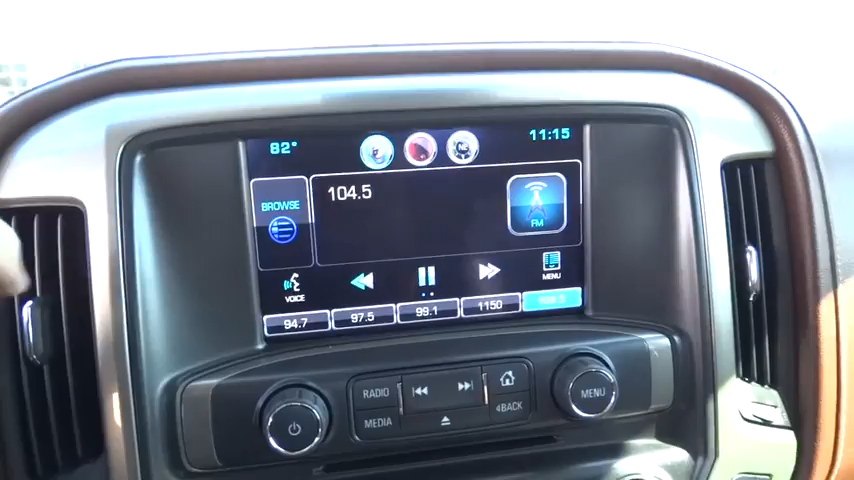 82°
11:15
BROWSE
104.5
FM
VOICE
MENU
94.7
97.5
99.1
1150
RADIO
MEDIA
BACK
MENU